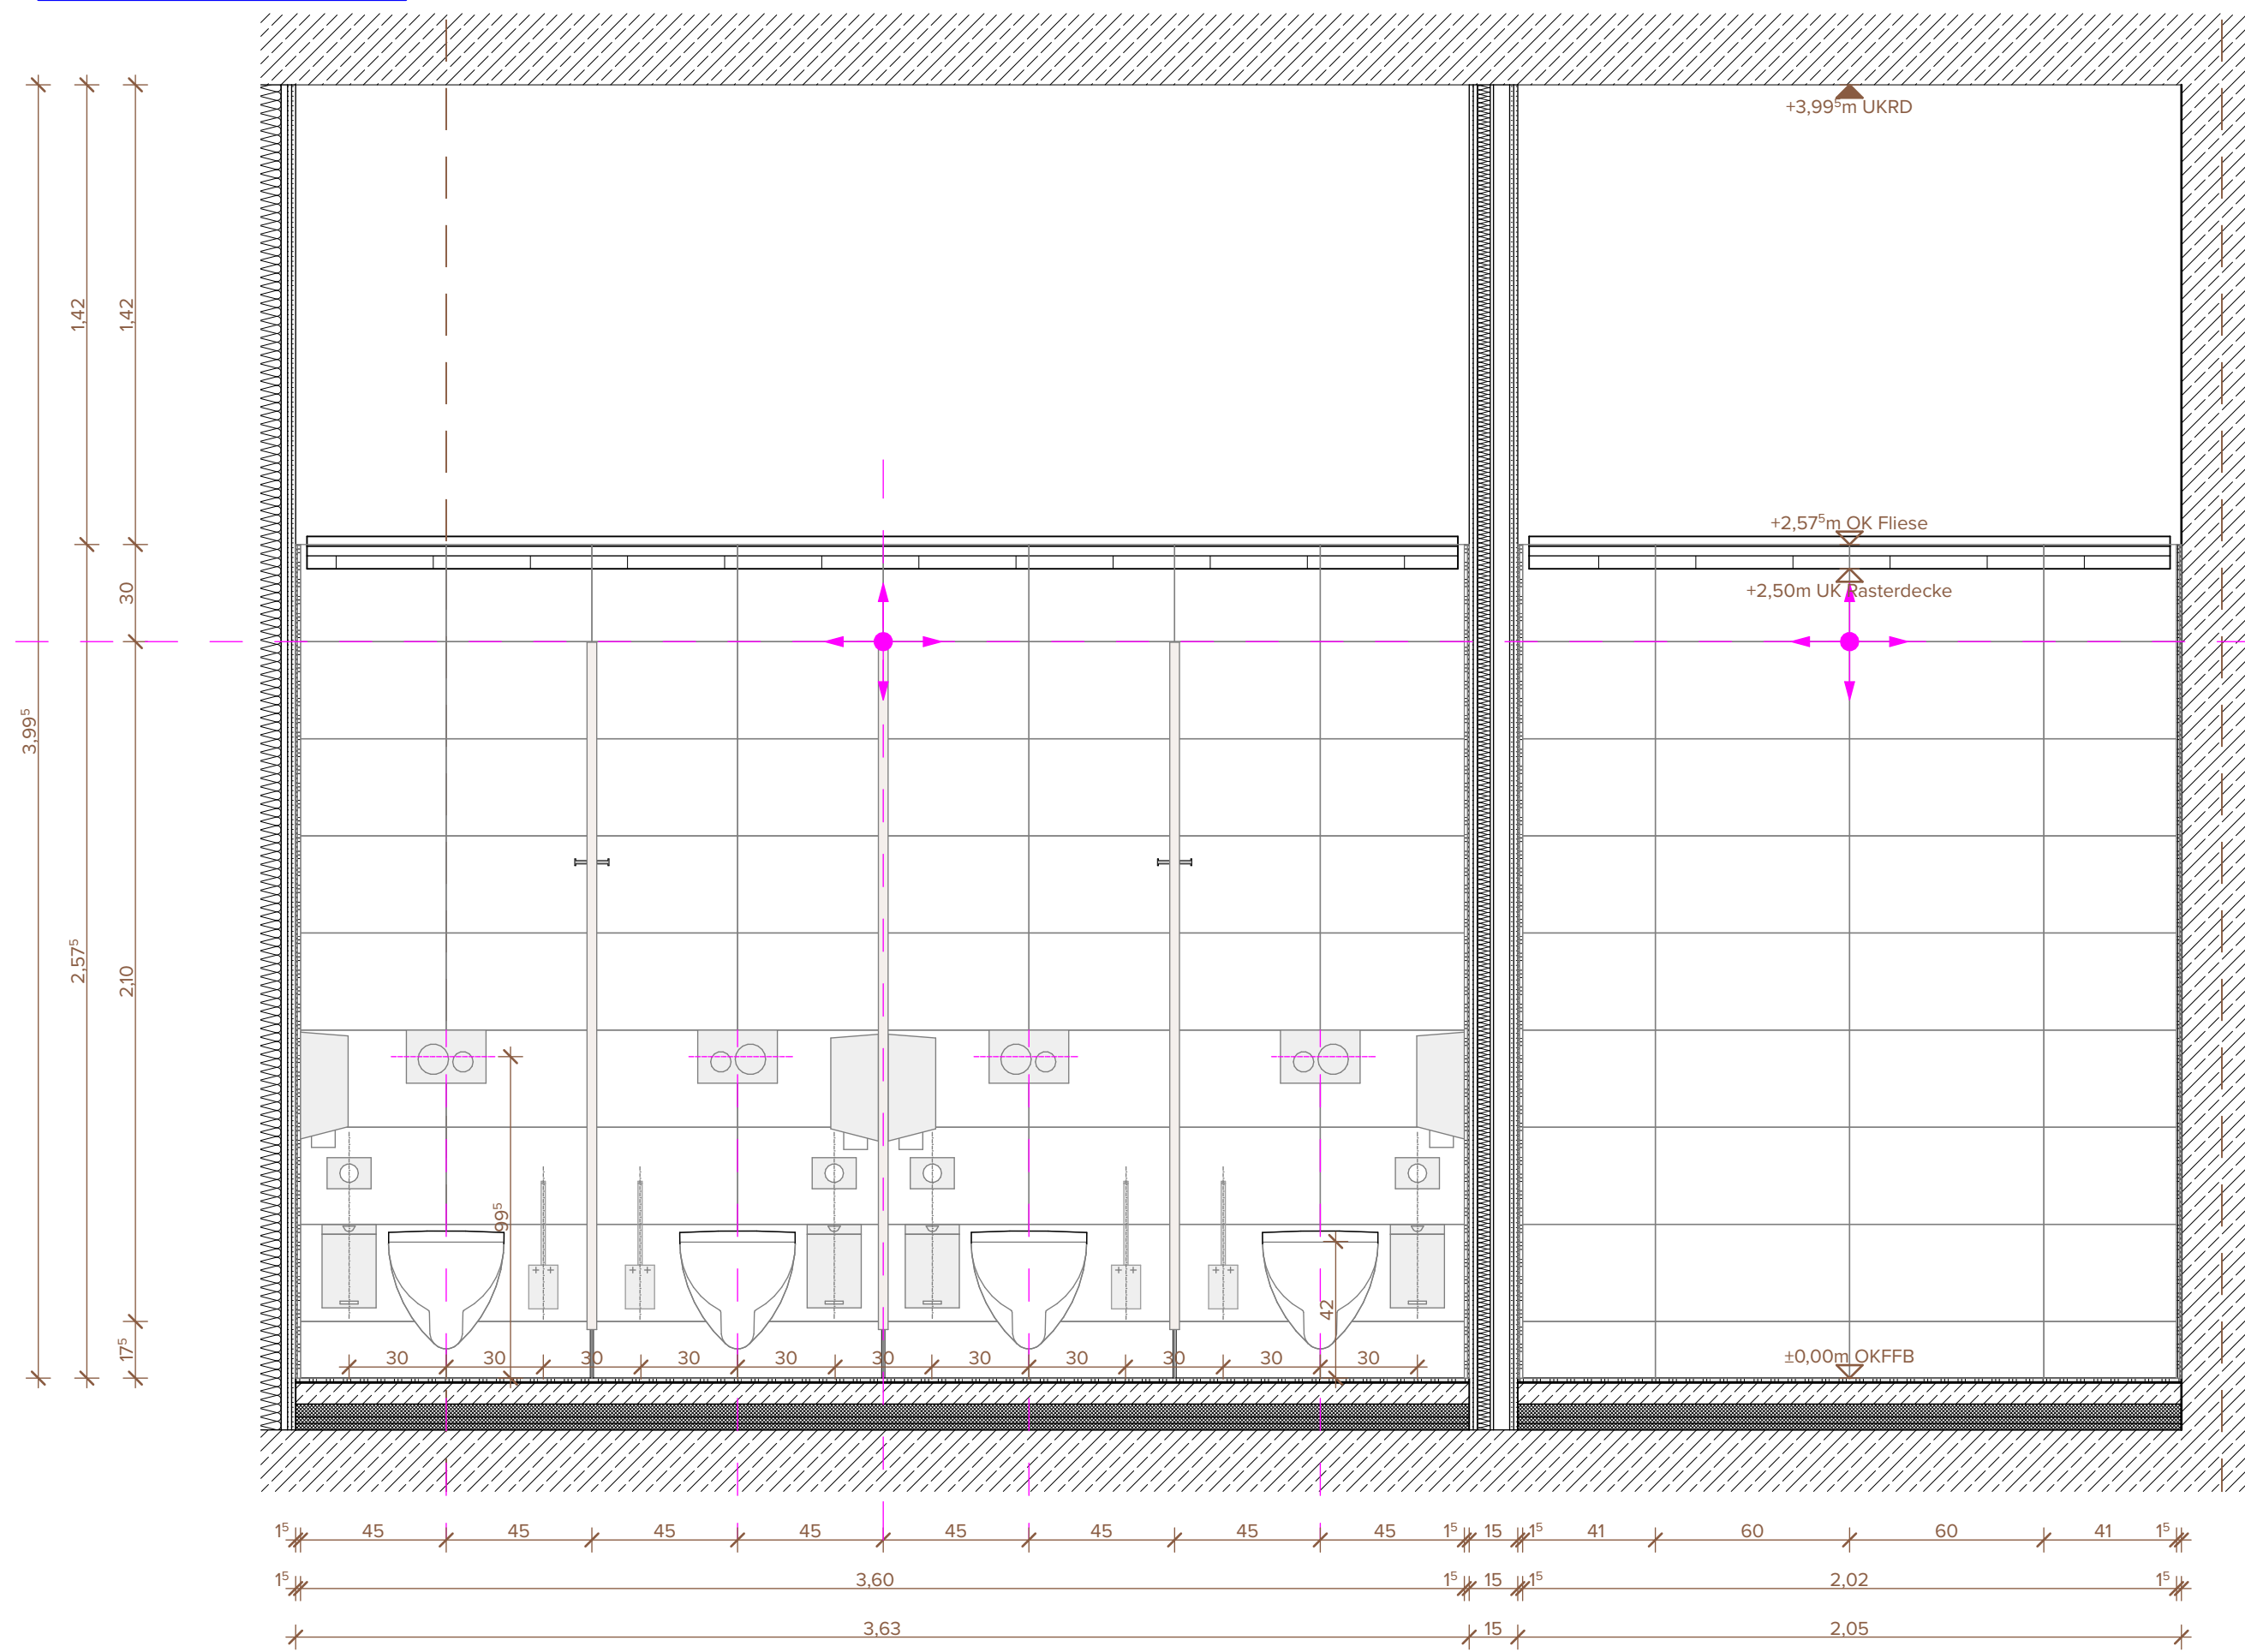 +3,99⁵m UKRD
1,42
1,42
+2,57⁵m OK Fliese
30
+2,50m UK Rasterdecke
3,99⁵
2,57⁵
2,10
99⁵
42
17⁵
30 30 30 30 30 30 30 30 30 30 30
±0,00m OKFFB
1⁵ 45 45 45 45 45 45 45 45 1⁵ 15 1⁵ 41 60 60 41 1⁵
1⁵ 3,60 1⁵ 15 1⁵ 2,02 1⁵
3,63 15 2,05